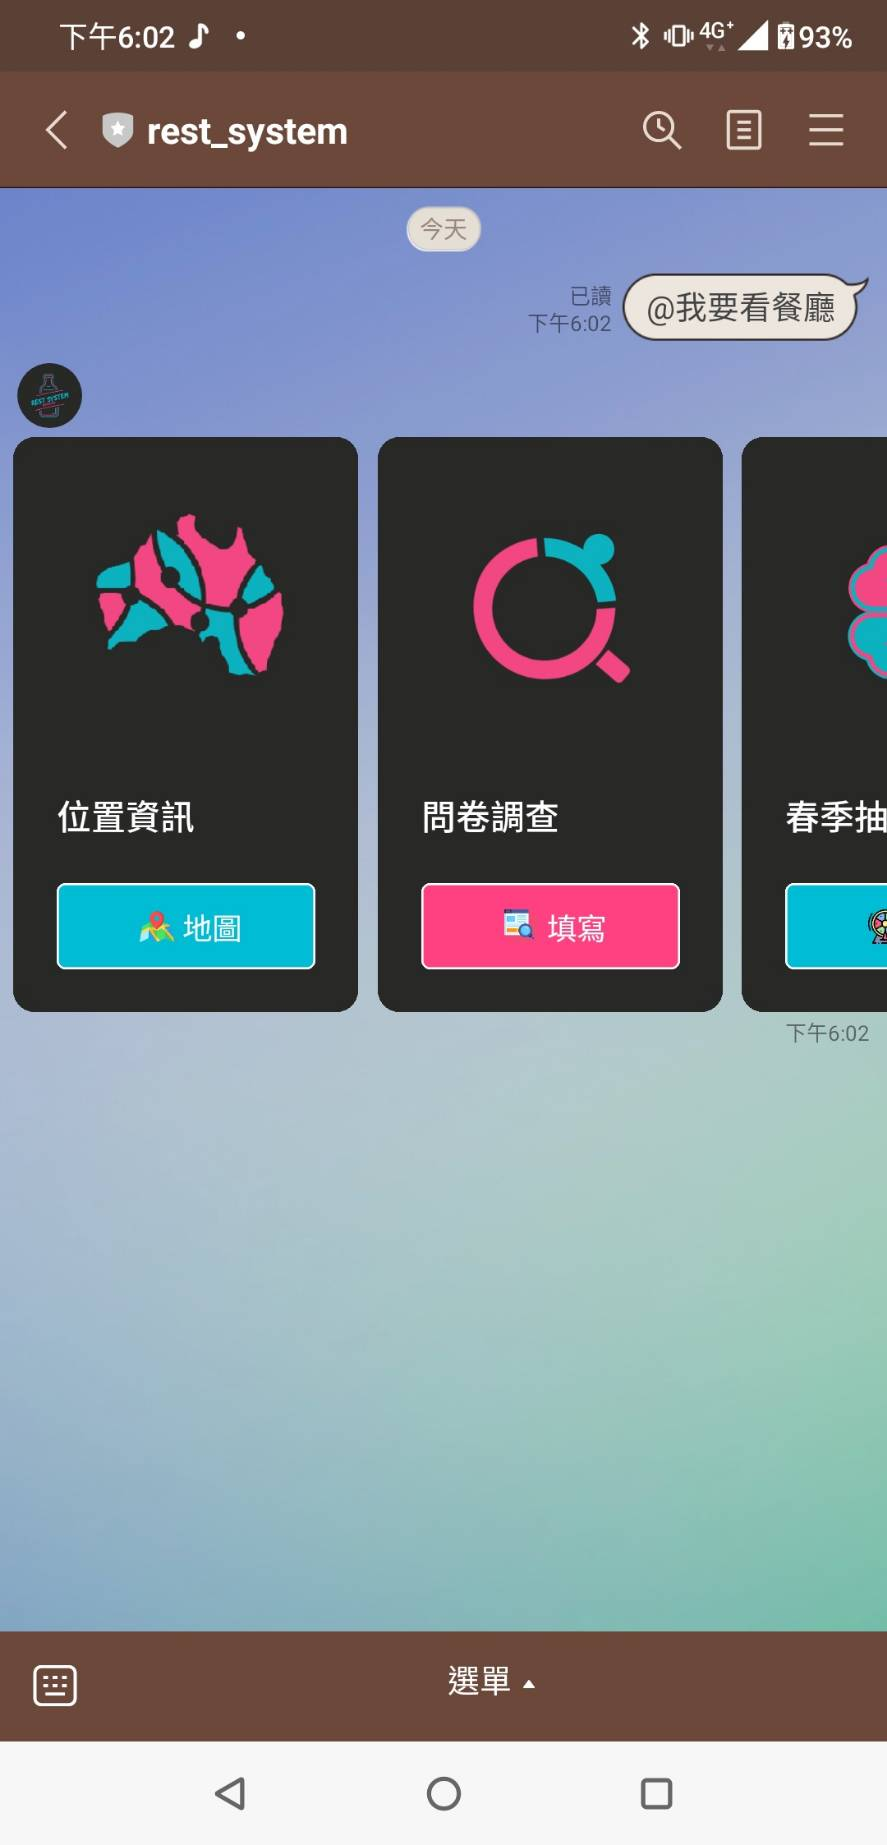 下午6:02
4G+
93%
rest_system
今天
已讀
下午6:02
@我要看餐廳
REST SYSTEM
位置資訊
問卷調查
春季抽
地圖
填寫
下午6:02
選單